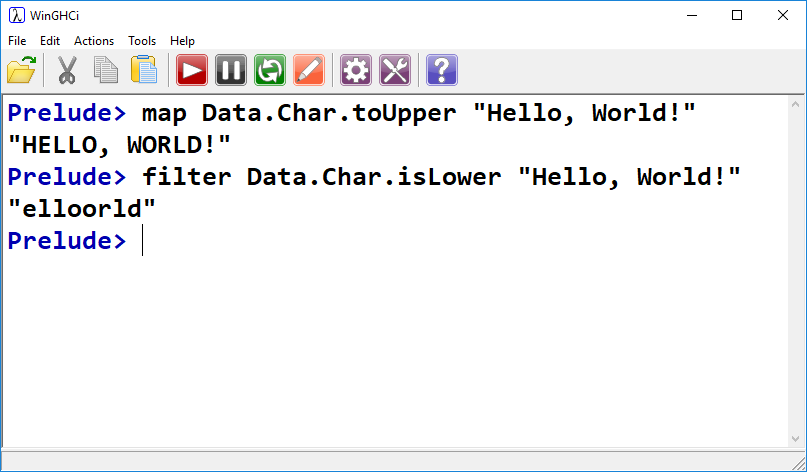 WinGHCi
File Edit Actions Tools Help
Prelude> map Data.Char.toUpper "Hello, World!"
"HELLO, WORLD!"
Prelude> filter Data.Char.isLower "Hello, World!"
"elloorld"
Prelude>